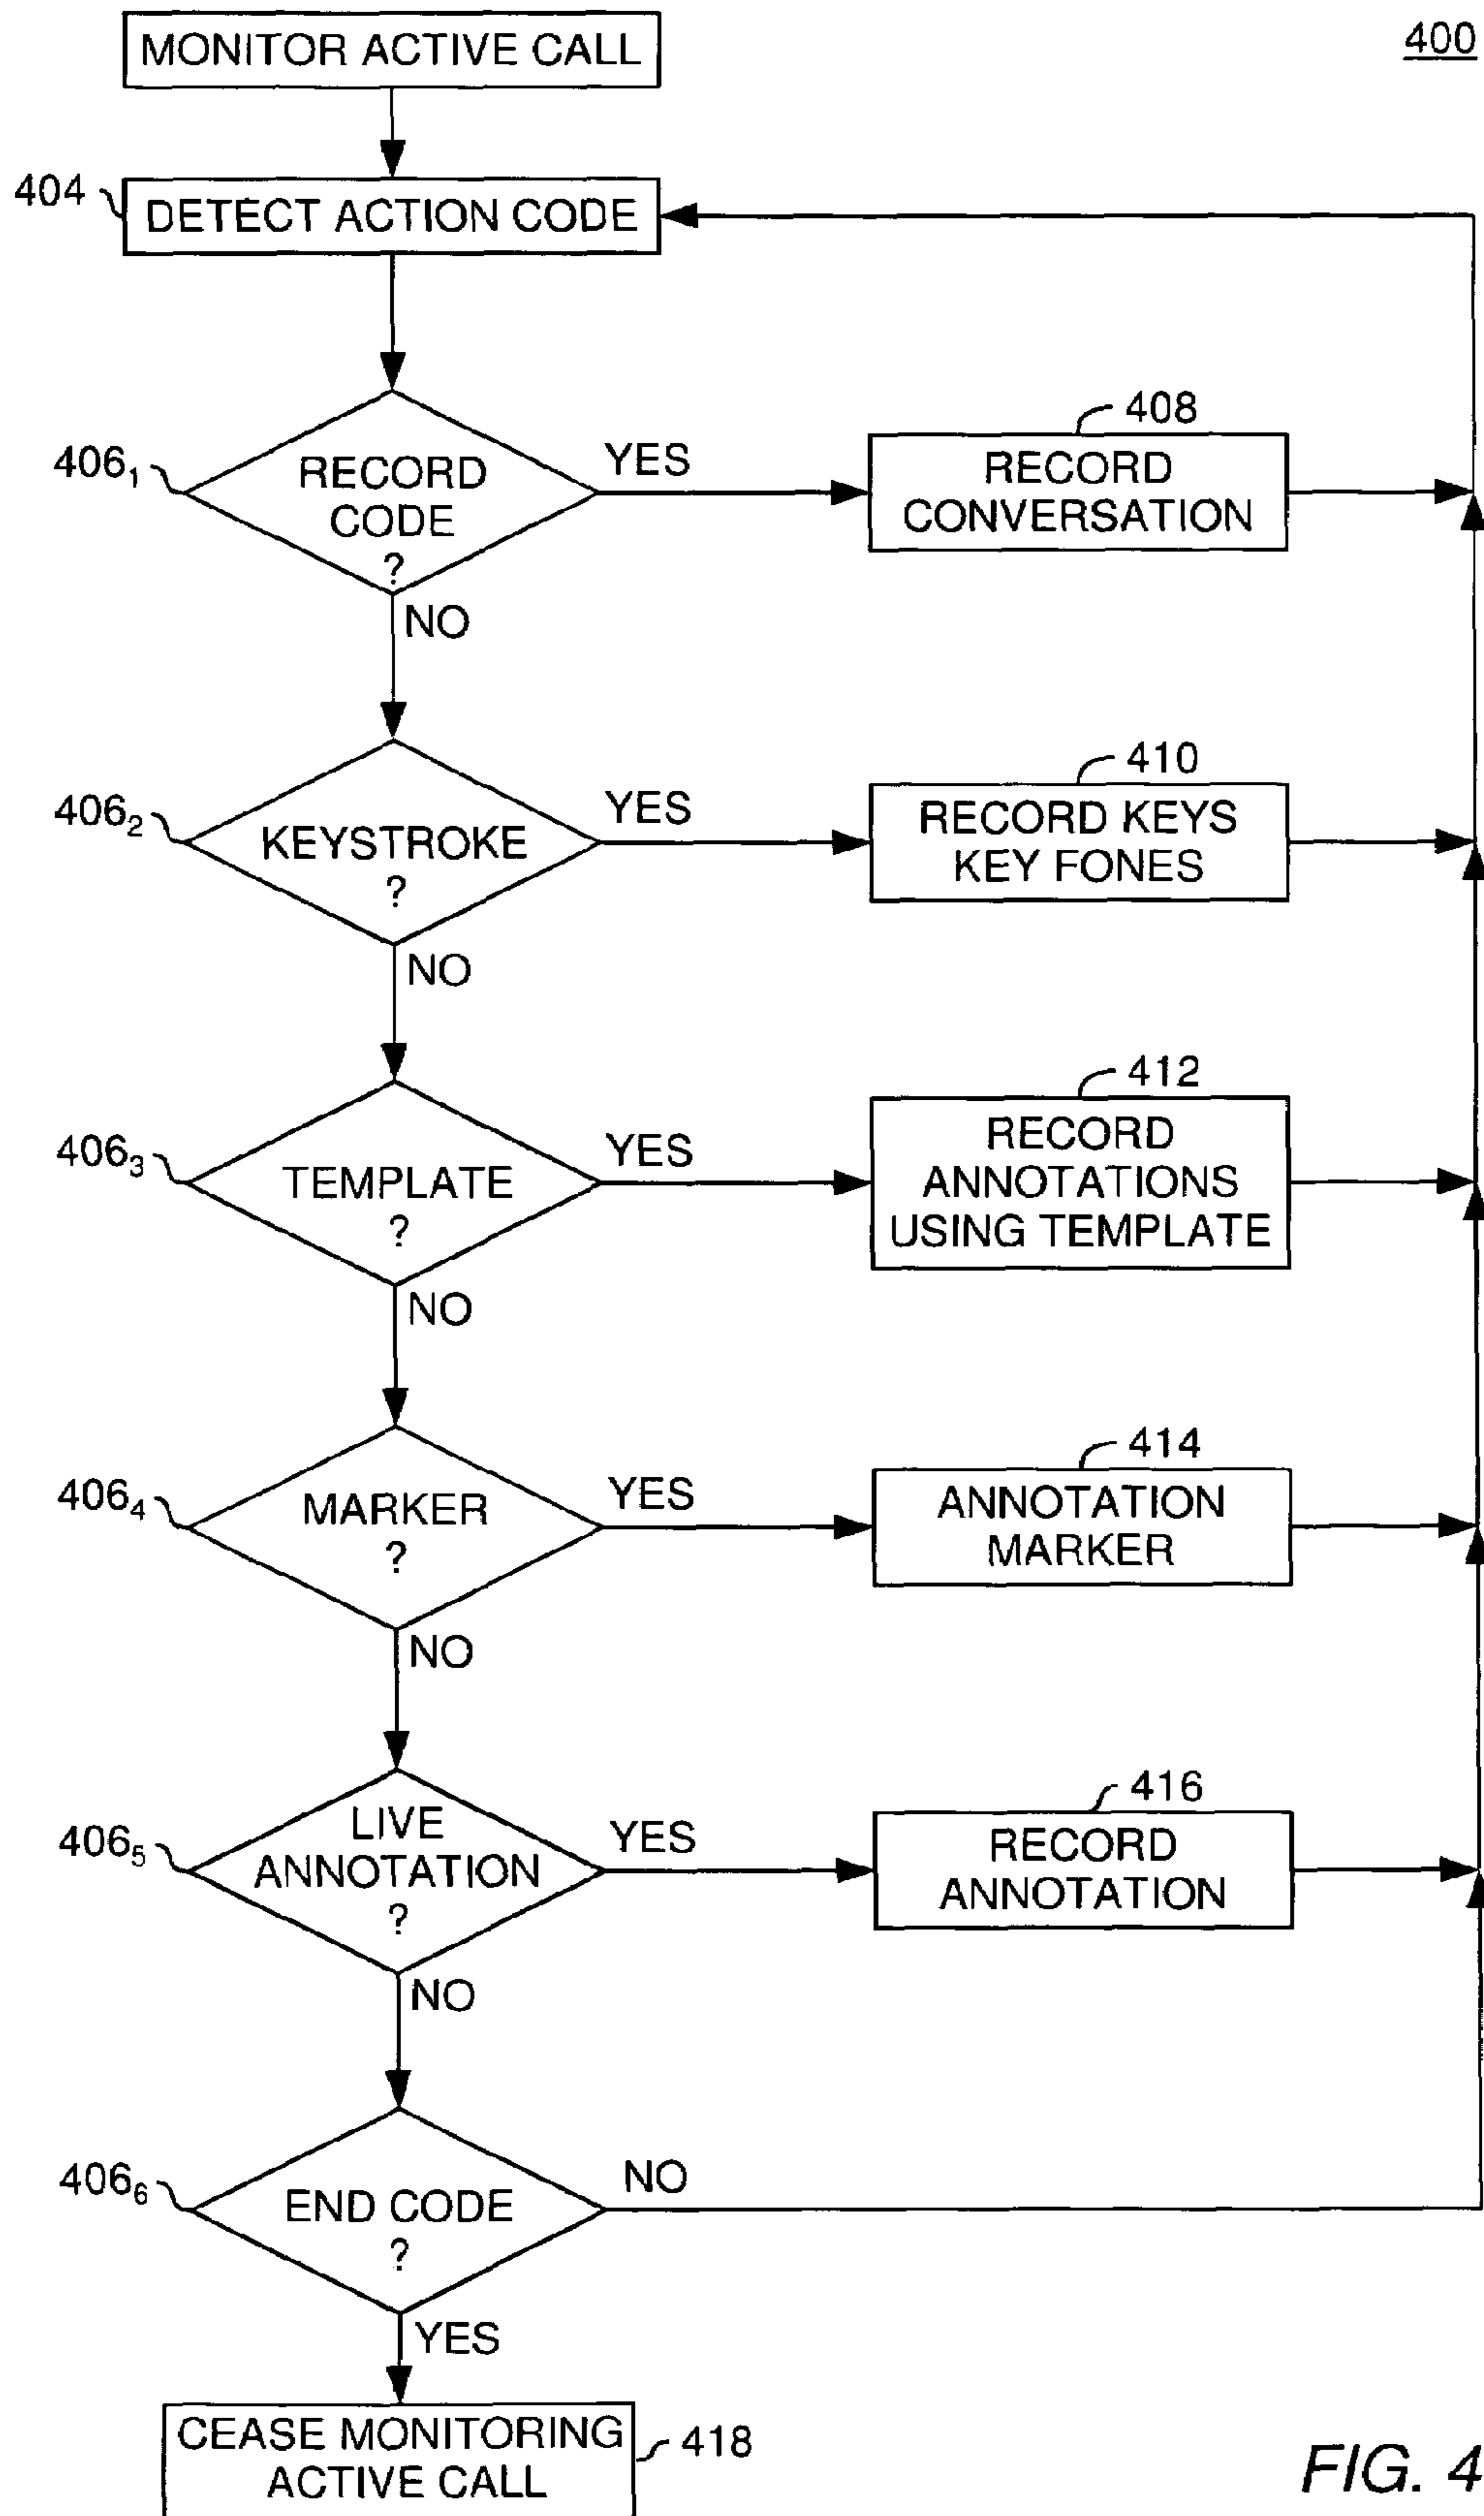 MONITOR ACTIVE CALL
400
404
DETECT ACTION CODE
406₁
RECORD
CODE
?
YES
408
RECORD
CONVERSATION
NO
406₂
KEYSTROKE
?
YES
410
RECORD KEYS
KEY FONES
NO
406₃
TEMPLATE
?
YES
412
RECORD
ANNOTATIONS
USING TEMPLATE
NO
406₄
MARKER
?
YES
414
ANNOTATION
MARKER
NO
406₅
LIVE
ANNOTATION
?
YES
416
RECORD
ANNOTATION
NO
406₆
END CODE
?
NO
YES
CEASE MONITORING
ACTIVE CALL
418
FIG. 4